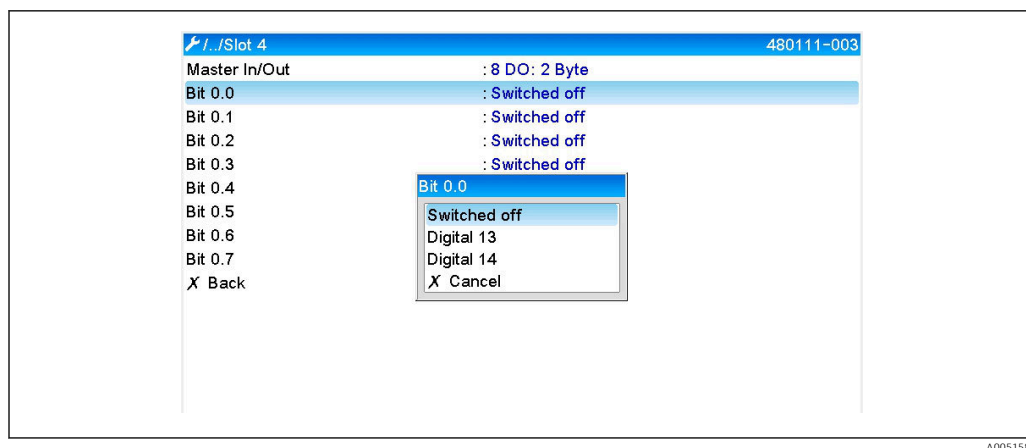 /../Slot 4 480111-003
Master In/Out : 8 DO: 2 Byte
Bit 0.0 : Switched off
Bit 0.1 : Switched off
Bit 0.2 : Switched off
Bit 0.3 : Switched off
Bit 0.4
Bit 0.5
Bit 0.6
Bit 0.7
X Back
Bit 0.0
Switched off
Digital 13
Digital 14
X Cancel